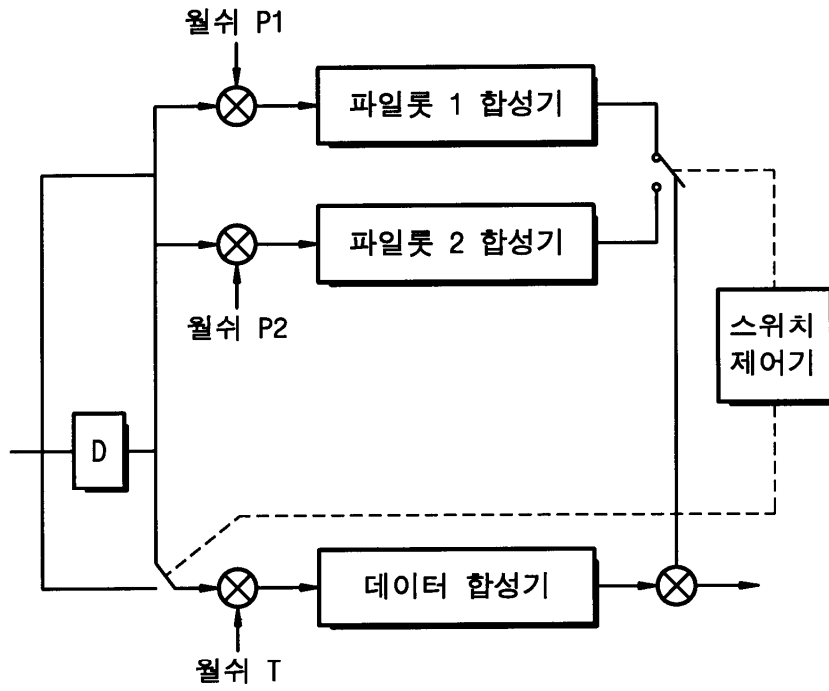 월쉬 P1
파일롯 1 합성기
파일롯 2 합성기
월쉬 P2
스위치
제어기
D
데이터 합성기
월쉬 T